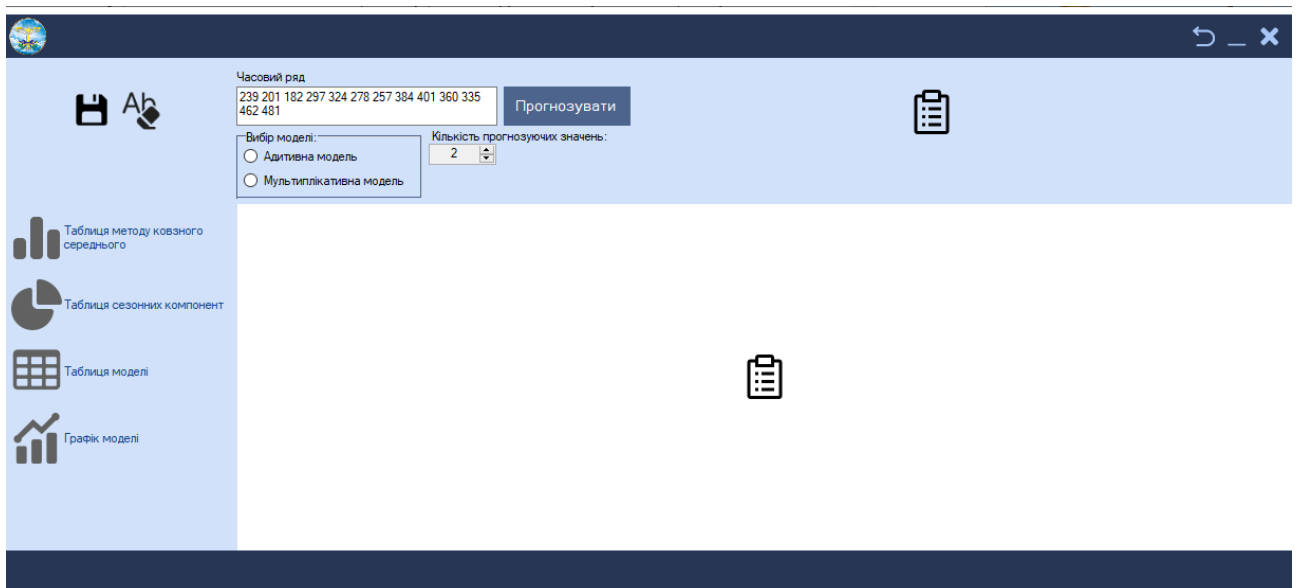 Часовий ряд
239 201 182 297 324 278 257 384 401 360 335
462 481
Прогнозувати
Ab
Вибір моделі:
Адитивна модель
Мультиплікативна модель
Кількість прогнозуючих значень:
2
Таблиця методу ковзного
середнього
Таблиця сезонних компонент
Таблиця моделі
Графік моделі